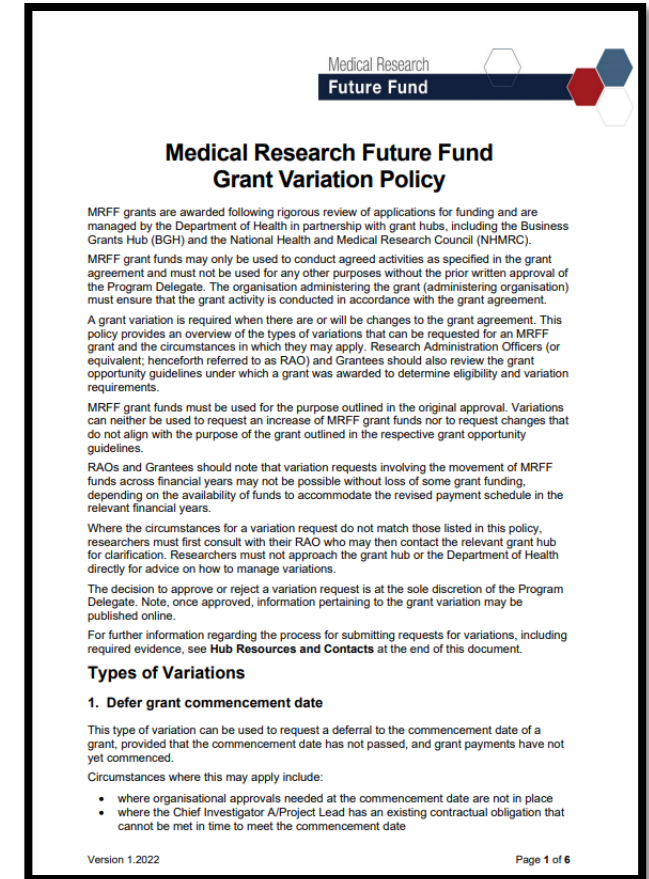 Medical Research
Future Fund
Medical Research Future Fund
Grant Variation Policy
MRFF grants are awarded following rigorous review of applications for funding and are
managed by the Department of Health in partnership with grant hubs, including the Business
Grants Hub (BGH) and the National Health and Medical Research Council (NHMRC).
MRFF grant funds may only be used to conduct agreed activities as specified in the grant
agreement and must not be used for any other purposes without the prior written approval of
the Program Delegate. The organisation administering the grant (administering organisation)
must ensure that the grant activity is conducted in accordance with the grant agreement.
A grant variation is required when there are or will be changes to the grant agreement. This
policy provides an overview of the types of variations that can be requested for an MRFF
grant and the circumstances in which they may apply. Research Administration Officers (or
equivalent; henceforth referred to as RAO) and Grantees should also review the grant
opportunity guidelines under which a grant was awarded to determine eligibility and variation
requirements.
MRFF grant funds must be used for the purpose outlined in the original approval. Variations
can neither be used to request an increase of MRFF grant funds nor to request changes that
do not align with the purpose of the grant outlined in the respective grant opportunity
guidelines.
RAOs and Grantees should note that variation requests involving the movement of MRFF
funds across financial years may not be possible without loss of some grant funding,
depending on the availability of funds to accommodate the revised payment schedule in the
relevant financial years.
Where the circumstances for a variation request do not match those listed in this policy,
researchers must first consult with their RAO who may then contact the relevant grant hub
for clarification. Researchers must not approach the grant hub or the Department of Health
directly for advice on how to manage variations.
The decision to approve or reject a variation request is at the sole discretion of the Program
Delegate. Note, once approved, information pertaining to the grant variation may be
published online.
For further information regarding the process for submitting requests for variations, including
required evidence, see Hub Resources and Contacts at the end of this document.
Types of Variations
1. Defer grant commencement date
This type of variation can be used to request a deferral to the commencement date of a
grant, provided that the commencement date has not passed, and grant payments have not
yet commenced.
Circumstances where this may apply include:
• where organisational approvals needed at the commencement date are not in place
• where the Chief Investigator A/Project Lead has an existing contractual obligation that
cannot be met in time to meet the commencement date
Version 1.2022 Page 1 of 6